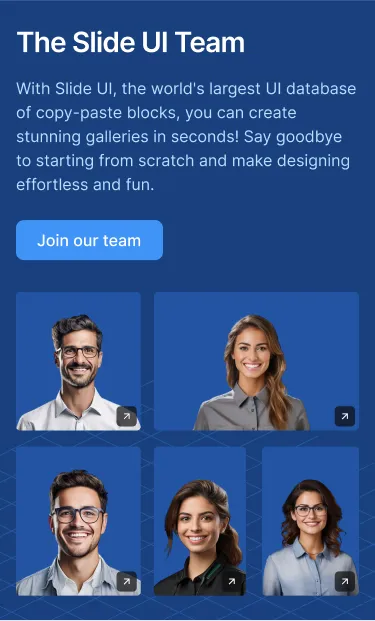 The Slide UI Team
With Slide UI, the world's largest UI database
of copy-paste blocks, you can create
stunning galleries in seconds! Say goodbye
to starting from scratch and make designing
effortless and fun.
Join our team